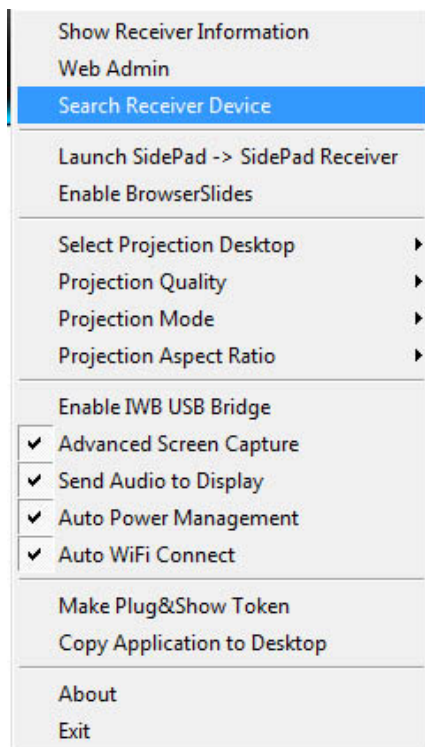 Show Receiver Information
Web Admin
Search Receiver Device
Launch SidePad -> SidePad Receiver
Enable BrowserSlides
Select Projection Desktop
Projection Quality
Projection Mode
Projection Aspect Ratio
Enable IWB USB Bridge
Advanced Screen Capture
Send Audio to Display
Auto Power Management
Auto WiFi Connect
Make Plug&Show Token
Copy Application to Desktop
About
Exit